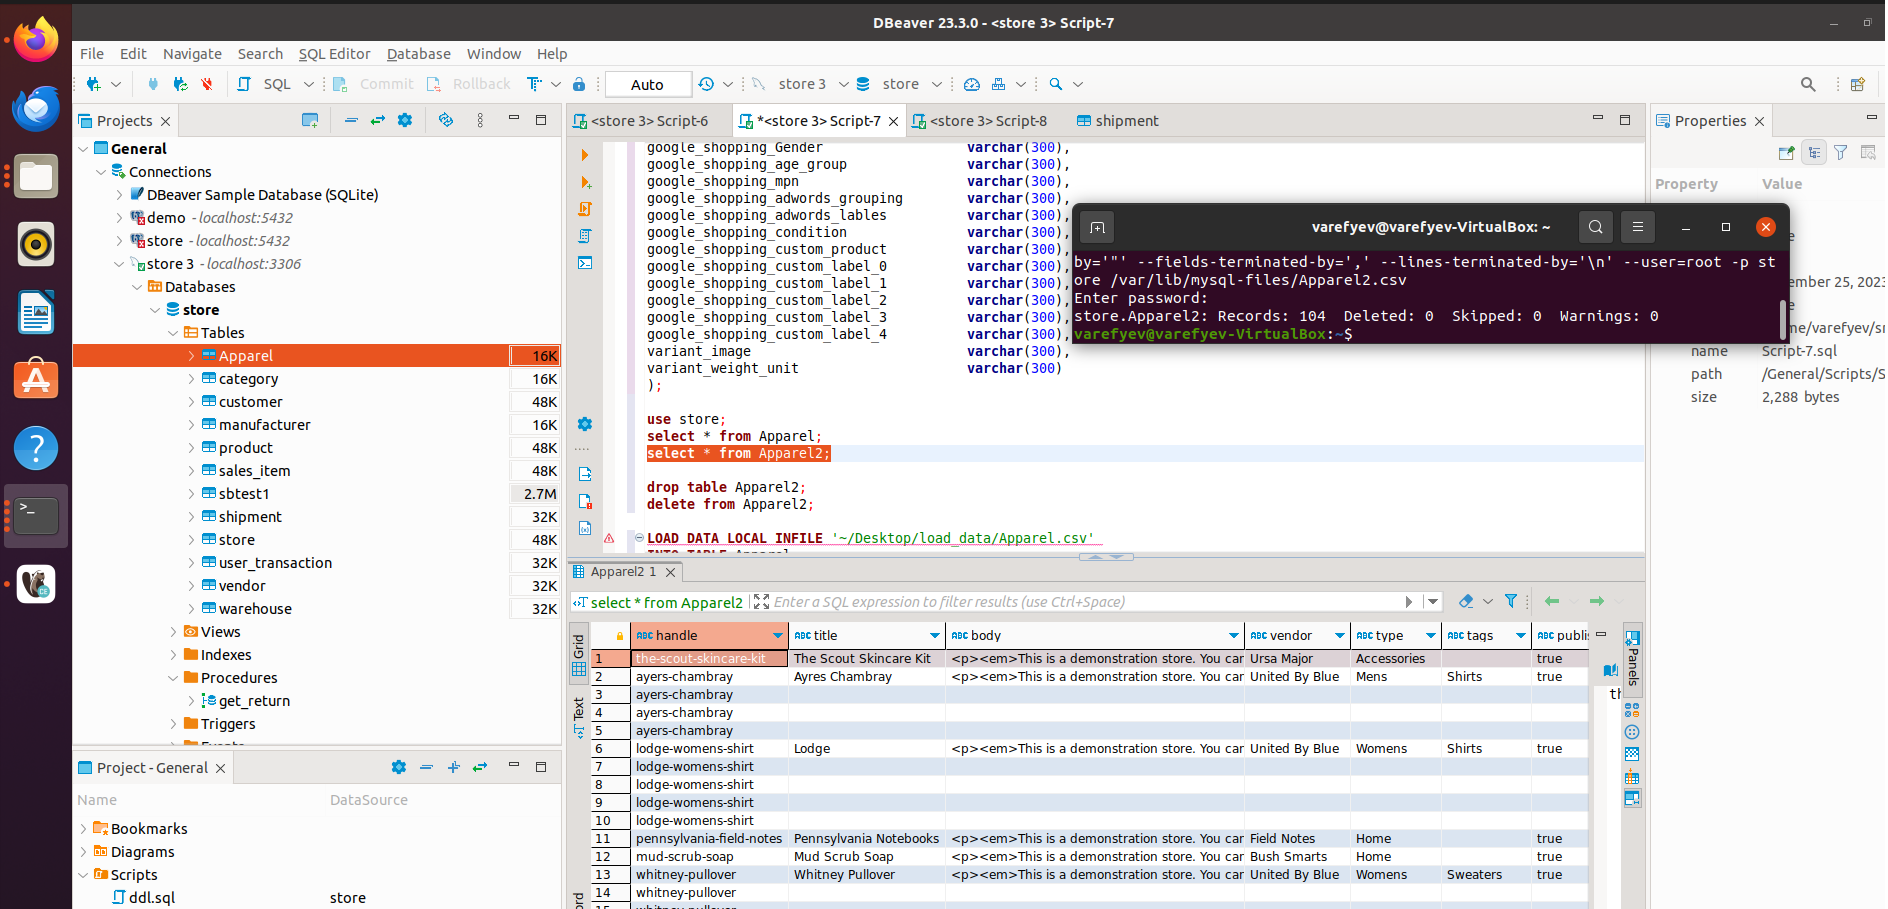 DBeaver 23.3.0 - <store 3> Script-7
File Edit Navigate Search SQL Editor Database Window Help
SQL Commit Rollback Auto store 3 store
Projects
General
Connections
DBeaver Sample Database (SQLite)
demo - localhost:5432
store - localhost:5432
store 3 - localhost:3306
Databases
store
Tables
Apparel 16K
category 16K
customer 48K
manufacturer 16K
product 48K
sales_item 48K
sbtest1 2.7M
shipment 32K
store 48K
user_transaction 32K
vendor 32K
warehouse 32K
Views
Indexes
Procedures
get_return
Triggers
Project - General
Name DataSource
Bookmarks
Diagrams
Scripts
ddl.sql store
<store 3> Script-6 *<store 3> Script-7 <store 3> Script-8 shipment
google_shopping_Gender varchar(300),
google_shopping_age_group varchar(300),
google_shopping_mpn varchar(300),
google_shopping_adwords_grouping varchar(300),
google_shopping_adwords_lables varchar(300),
google_shopping_condition varchar(300),
google_shopping_custom_product varchar(300),
google_shopping_custom_label_0 varchar(300),
google_shopping_custom_label_1 varchar(300),
google_shopping_custom_label_2 varchar(300),
google_shopping_custom_label_3 varchar(300),
google_shopping_custom_label_4 varchar(300),
variant_image varchar(300),
variant_weight_unit varchar(300)
);
use store;
select * from Apparel;
select * from Apparel2;
drop table Apparel2;
delete from Apparel2;
LOAD DATA LOCAL INFILE '~/Desktop/load_data/Apparel.csv'
varefyev@varefyev-VirtualBox: ~
by='"' --fields-terminated-by=',' --lines-terminated-by='\n' --user=root -p st
ore /var/lib/mysql-files/Apparel2.csv
Enter password:
store.Apparel2: Records: 104 Deleted: 0 Skipped: 0 Warnings: 0
varefyev@varefyev-VirtualBox:~$
Properties
Property Value
ember 25, 2023
me/varefyev/sn
name Script-7.sql
path /General/Scripts/S
size 2,288 bytes
Apparel2 1
select * from Apparel2 Enter a SQL expression to filter results (use Ctrl+Space)
Grid
Text
Panels
handle title body vendor type tags publi
1 the-scout-skincare-kit The Scout Skincare Kit <p><em>This is a demonstration store. You can Ursa Major Accessories true
2 ayers-chambray Ayres Chambray <p><em>This is a demonstration store. You can United By Blue Mens Shirts true
3 ayers-chambray
4 ayers-chambray
5 ayers-chambray
6 lodge-womens-shirt Lodge <p><em>This is a demonstration store. You can United By Blue Womens Shirts true
7 lodge-womens-shirt
8 lodge-womens-shirt
9 lodge-womens-shirt
10 lodge-womens-shirt
11 pennsylvania-field-notes Pennsylvania Notebooks <p><em>This is a demonstration store. You can Field Notes Home true
12 mud-scrub-soap Mud Scrub Soap <p><em>This is a demonstration store. You can Bush Smarts Home true
13 whitney-pullover Whitney Pullover <p><em>This is a demonstration store. You can United By Blue Womens Sweaters true
14 whitney-pullover